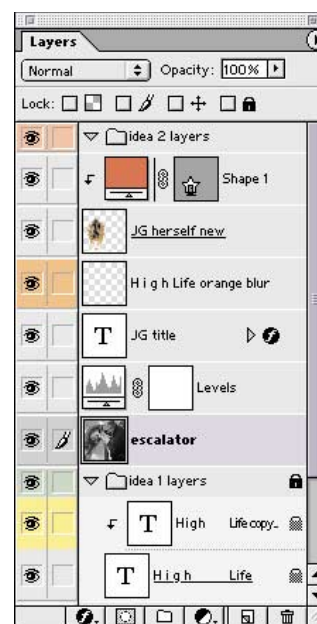 Layers
Normal Opacity: 100%
Lock:
idea 2 layers
Shape 1
JG herself new
High Life orange blur
T JG title
Levels
escalator
idea 1 layers
T High Life copy..
T High Life